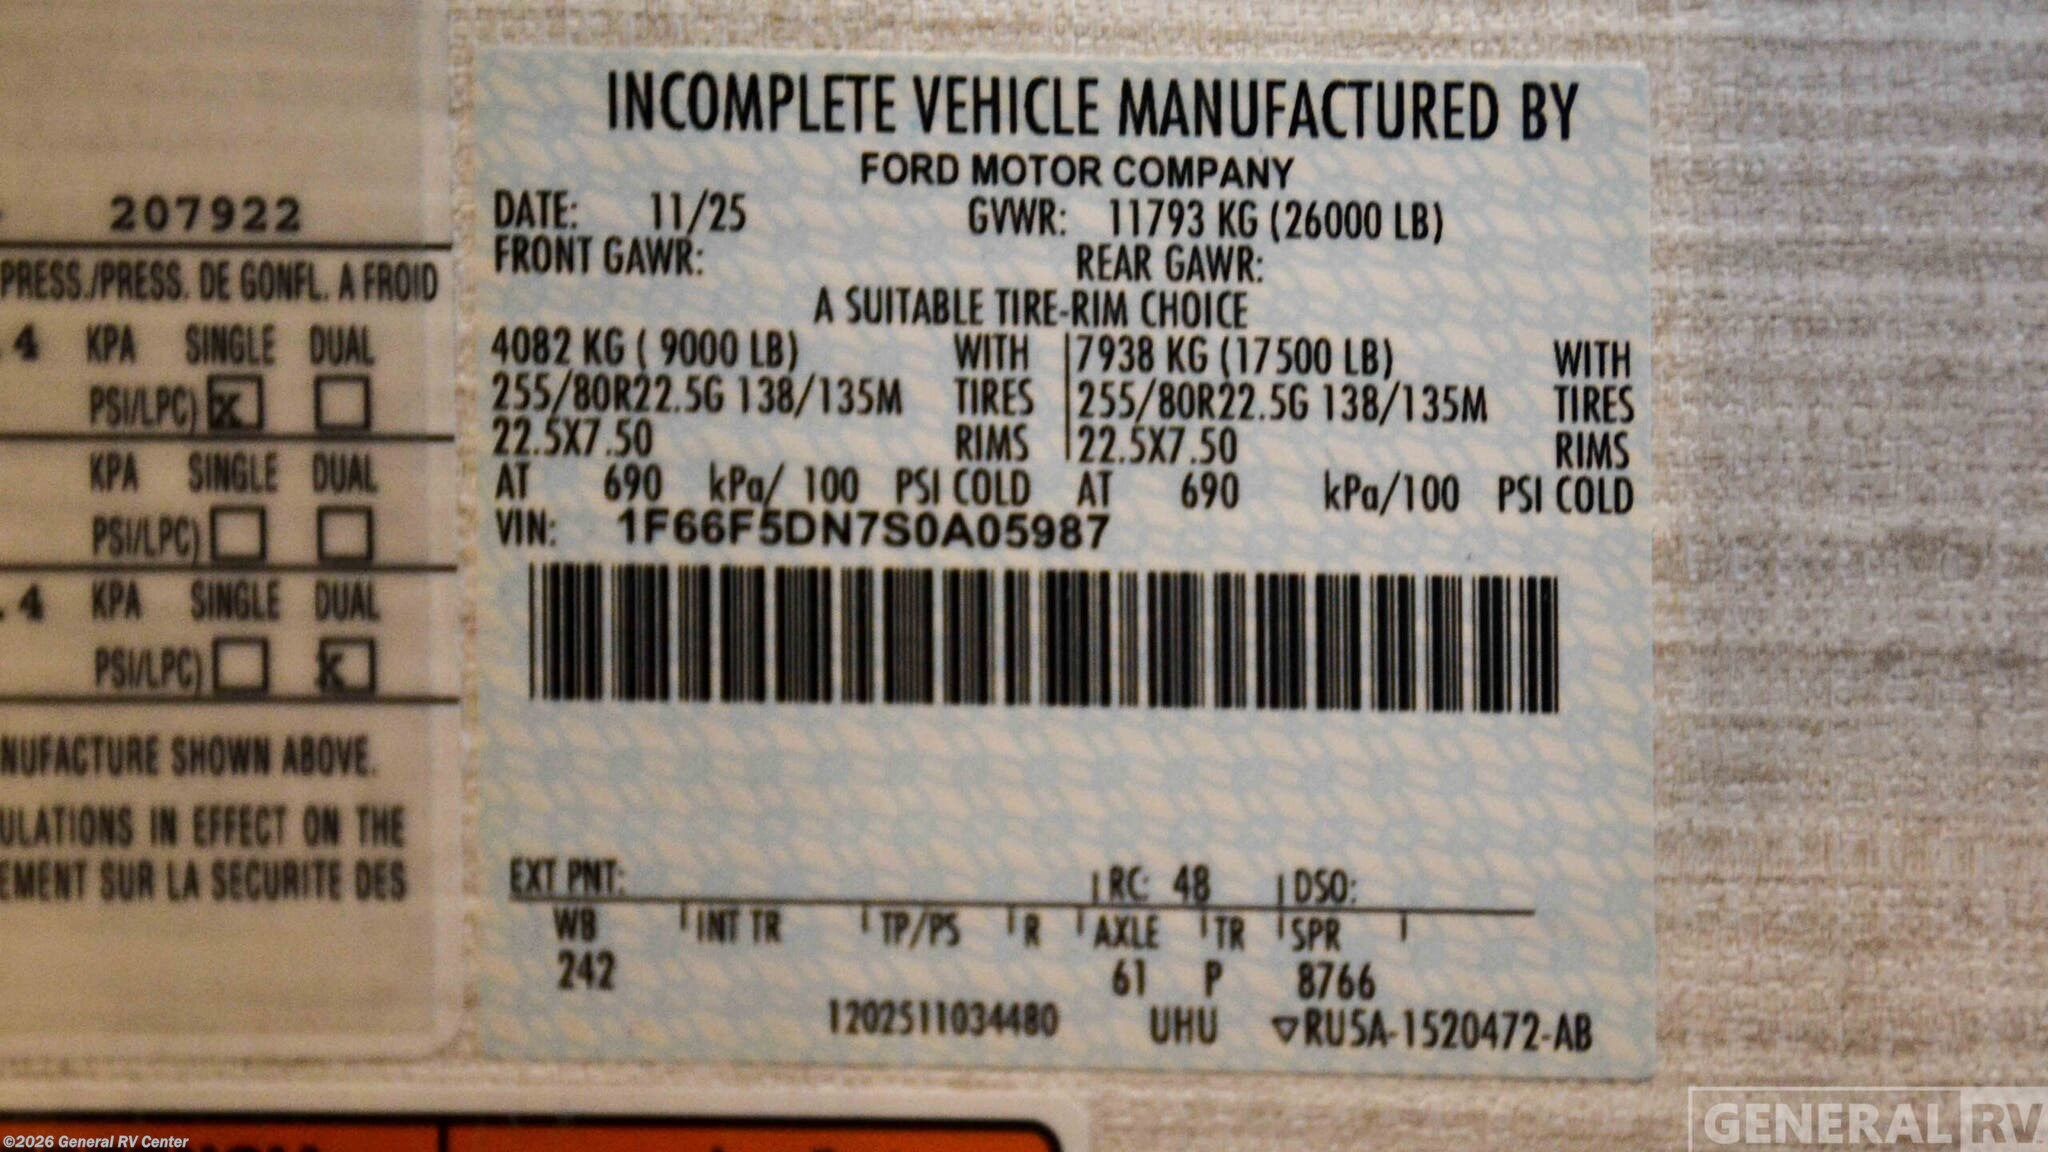 207922
PRESS./PRESS. DE GONFL. A FROID
.4 KPA SINGLE DUAL
PSI/LPC) X
KPA SINGLE DUAL
PSI/LPC)
.4 KPA SINGLE DUAL
PSI/LPC) X
NUFACTURE SHOWN ABOVE.
ULATIONS IN EFFECT ON THE
EMENT SUR LA SECURITE DES
INCOMPLETE VEHICLE MANUFACTURED BY
FORD MOTOR COMPANY
DATE: 11/25 GVWR: 11793 KG (26000 LB)
FRONT GAWR: REAR GAWR:
A SUITABLE TIRE-RIM CHOICE
4082 KG ( 9000 LB) WITH 7938 KG (17500 LB) WITH
255/80R22.5G 138/135M TIRES 255/80R22.5G 138/135M TIRES
22.5X7.50 RIMS 22.5X7.50 RIMS
AT 690 kPa/ 100 PSI COLD AT 690 kPa/100 PSI COLD
VIN: 1F66F5DN7S0A05987
EXT PNT: RC: 48 DSO:
WB INT TR TP/PS R AXLE TR SPR
242 61 P 8766
1202511034480 UHU ▽RU5A-1520472-AB
©2026 General RV Center
GENERAL RV